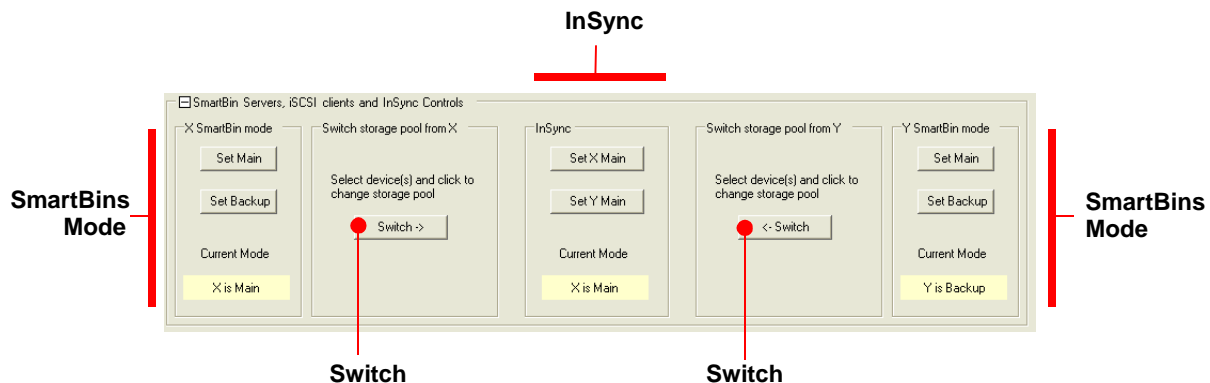 InSync
SmartBin Servers, iSCSI clients and InSync Controls
X SmartBin mode
Set Main
Set Backup
Current Mode
X is Main
Switch storage pool from X
Select device(s) and click to
change storage pool
Switch ->
InSync
Set X Main
Set Y Main
Current Mode
X is Main
Switch storage pool from Y
Select device(s) and click to
change storage pool
<- Switch
Y SmartBin mode
Set Main
Set Backup
Current Mode
Y is Backup
SmartBins
Mode
SmartBins
Mode
Switch
Switch